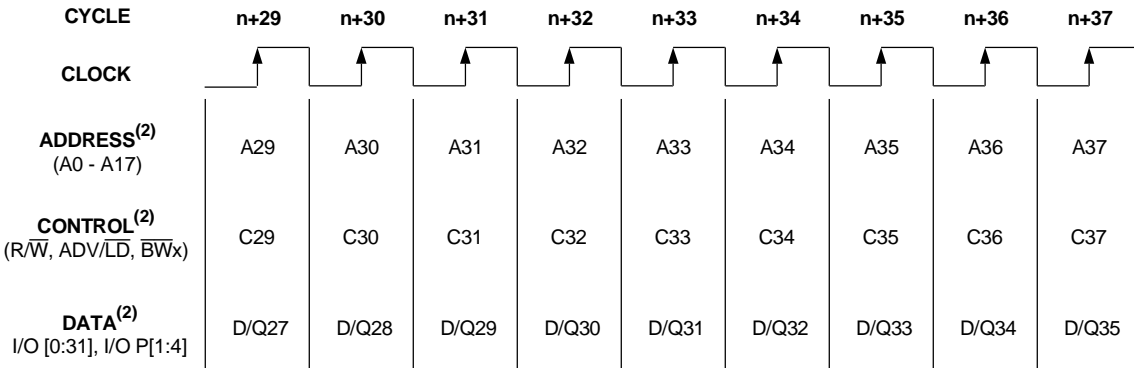 CYCLE n+29 n+30 n+31 n+32 n+33 n+34 n+35 n+36 n+37
CLOCK
ADDRESS(2) A29 A30 A31 A32 A33 A34 A35 A36 A37
(A0 - A17)
CONTROL(2) C29 C30 C31 C32 C33 C34 C35 C36 C37
(R/W̅, ADV/L̅D̅, B̅W̅x)
DATA(2) D/Q27 D/Q28 D/Q29 D/Q30 D/Q31 D/Q32 D/Q33 D/Q34 D/Q35
I/O [0:31], I/O P[1:4]